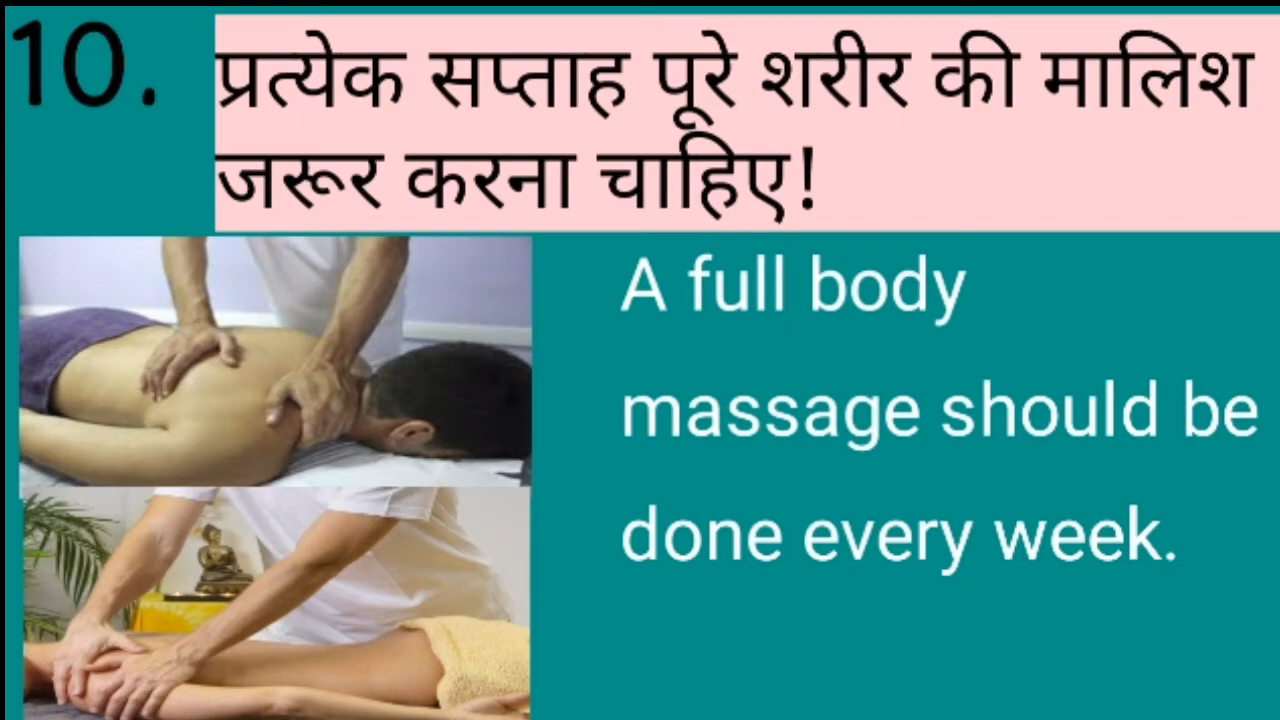 10. प्रत्येक सप्ताह पूरे शरीर की मालिश
जरूर करना चाहिए!
A full body
massage should be
done every week.